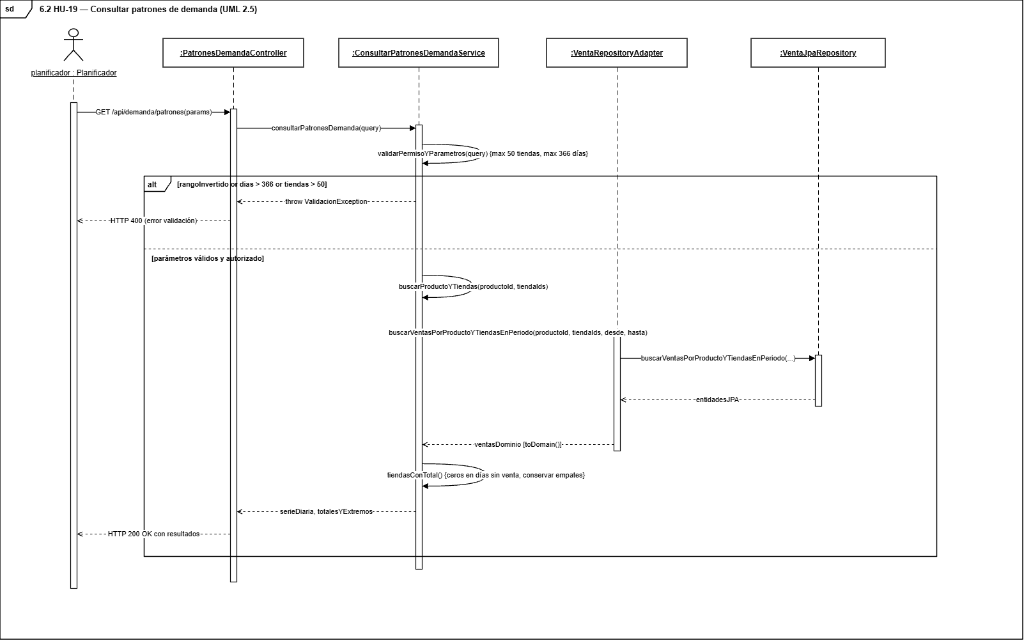 sd
6.2 HU-19 — Consultar patrones de demanda (UML 2.5)
planificador : Planificador
:PatronesDemandaController
:ConsultarPatronesDemandaService
:VentaRepositoryAdapter
:VentaJpaRepository
GET /api/demanda/patrones(params)
consultarPatronesDemanda(query)
validarPermisoYParametros(query) {max 50 tiendas, max 366 días}
alt
[rangoInvertido or dias > 366 or tiendas > 50]
throw ValidacionException
HTTP 400 (error validación)
[parámetros válidos y autorizado]
buscarProductoYTiendas(productoId, tiendaIds)
buscarVentasPorProductoYTiendasEnPeriodo(productoId, tiendaIds, desde, hasta)
buscarVentasPorProductoYTiendasEnPeriodo(...)
entidadesJPA
ventasDominio [toDomain()]
tiendasConTotal() {ceros en días sin venta, conservar empates}
serieDiaria, totalesYExtremos
HTTP 200 OK con resultados